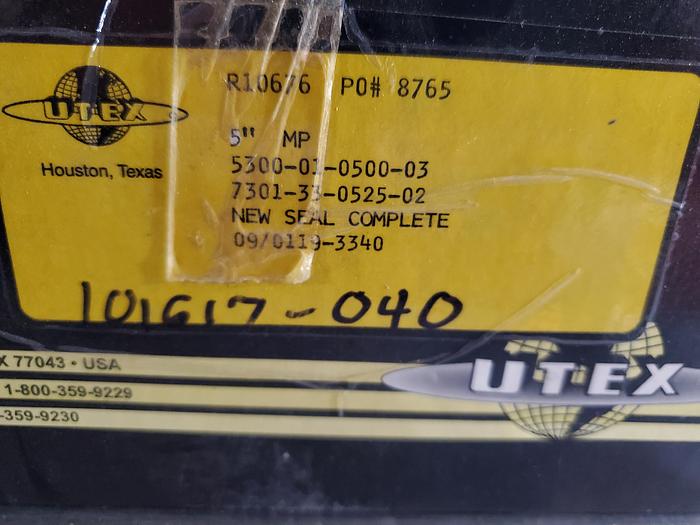 UTEX
Houston, Texas
R10676 PO# 8765
5" MP
5300-01-0500-03
7301-33-0525-02
NEW SEAL COMPLETE
09/0119-3340
101617-040
X 77043 • USA
1-800-359-9229
-359-9230
UTEX